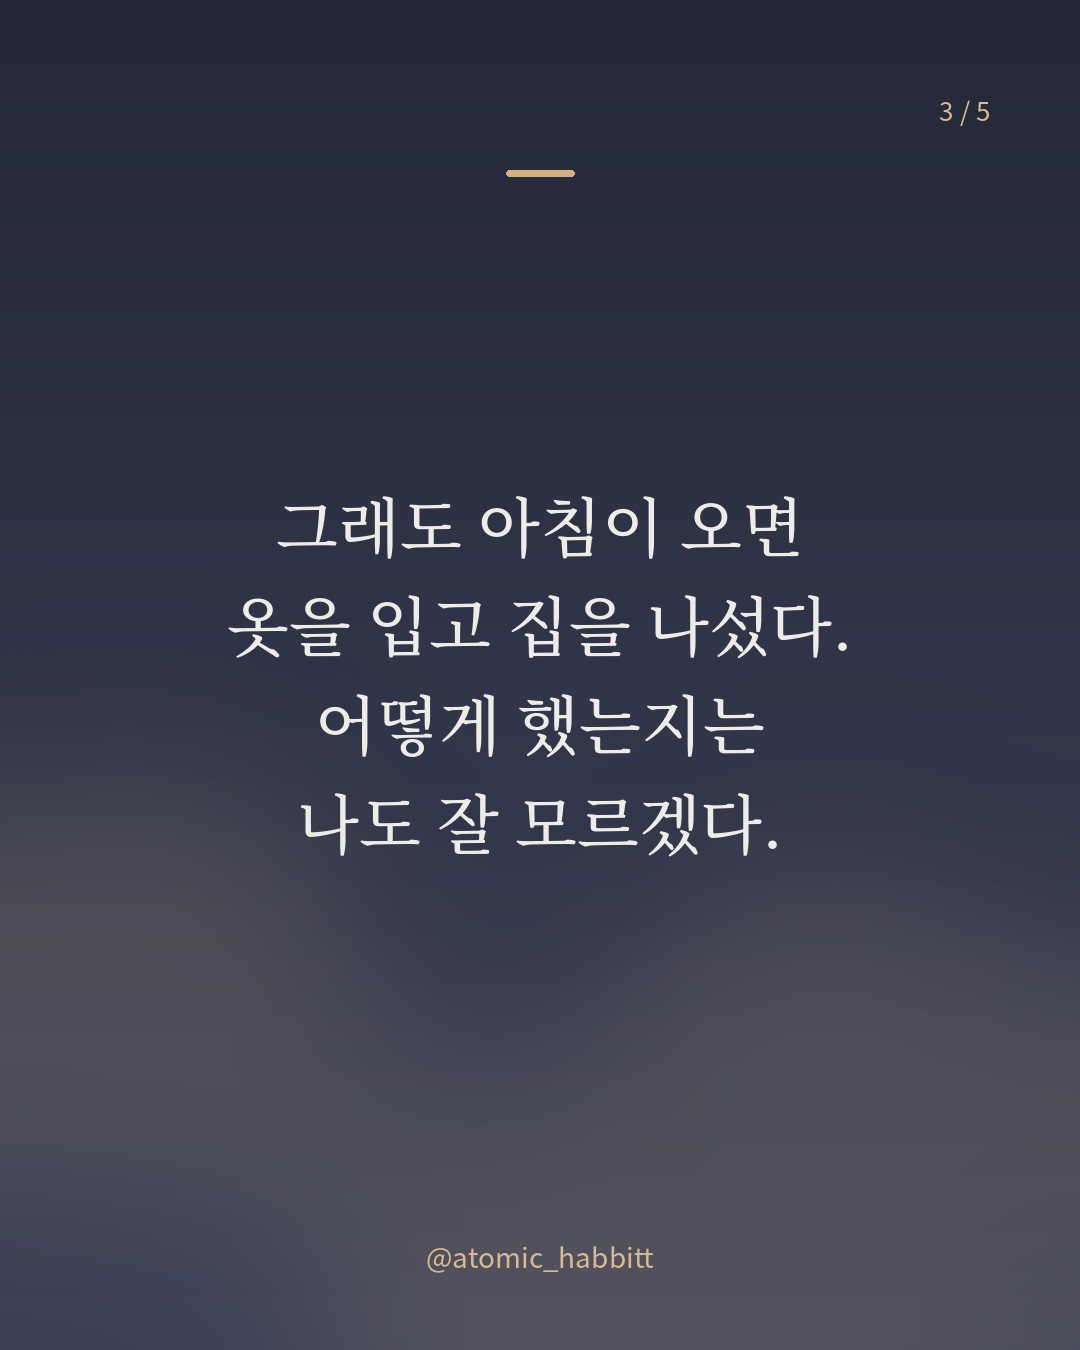 3 / 5
그래도 아침이 오면
옷을 입고 집을 나섰다.
어떻게 했는지는
나도 잘 모르겠다.
@atomic_habbitt